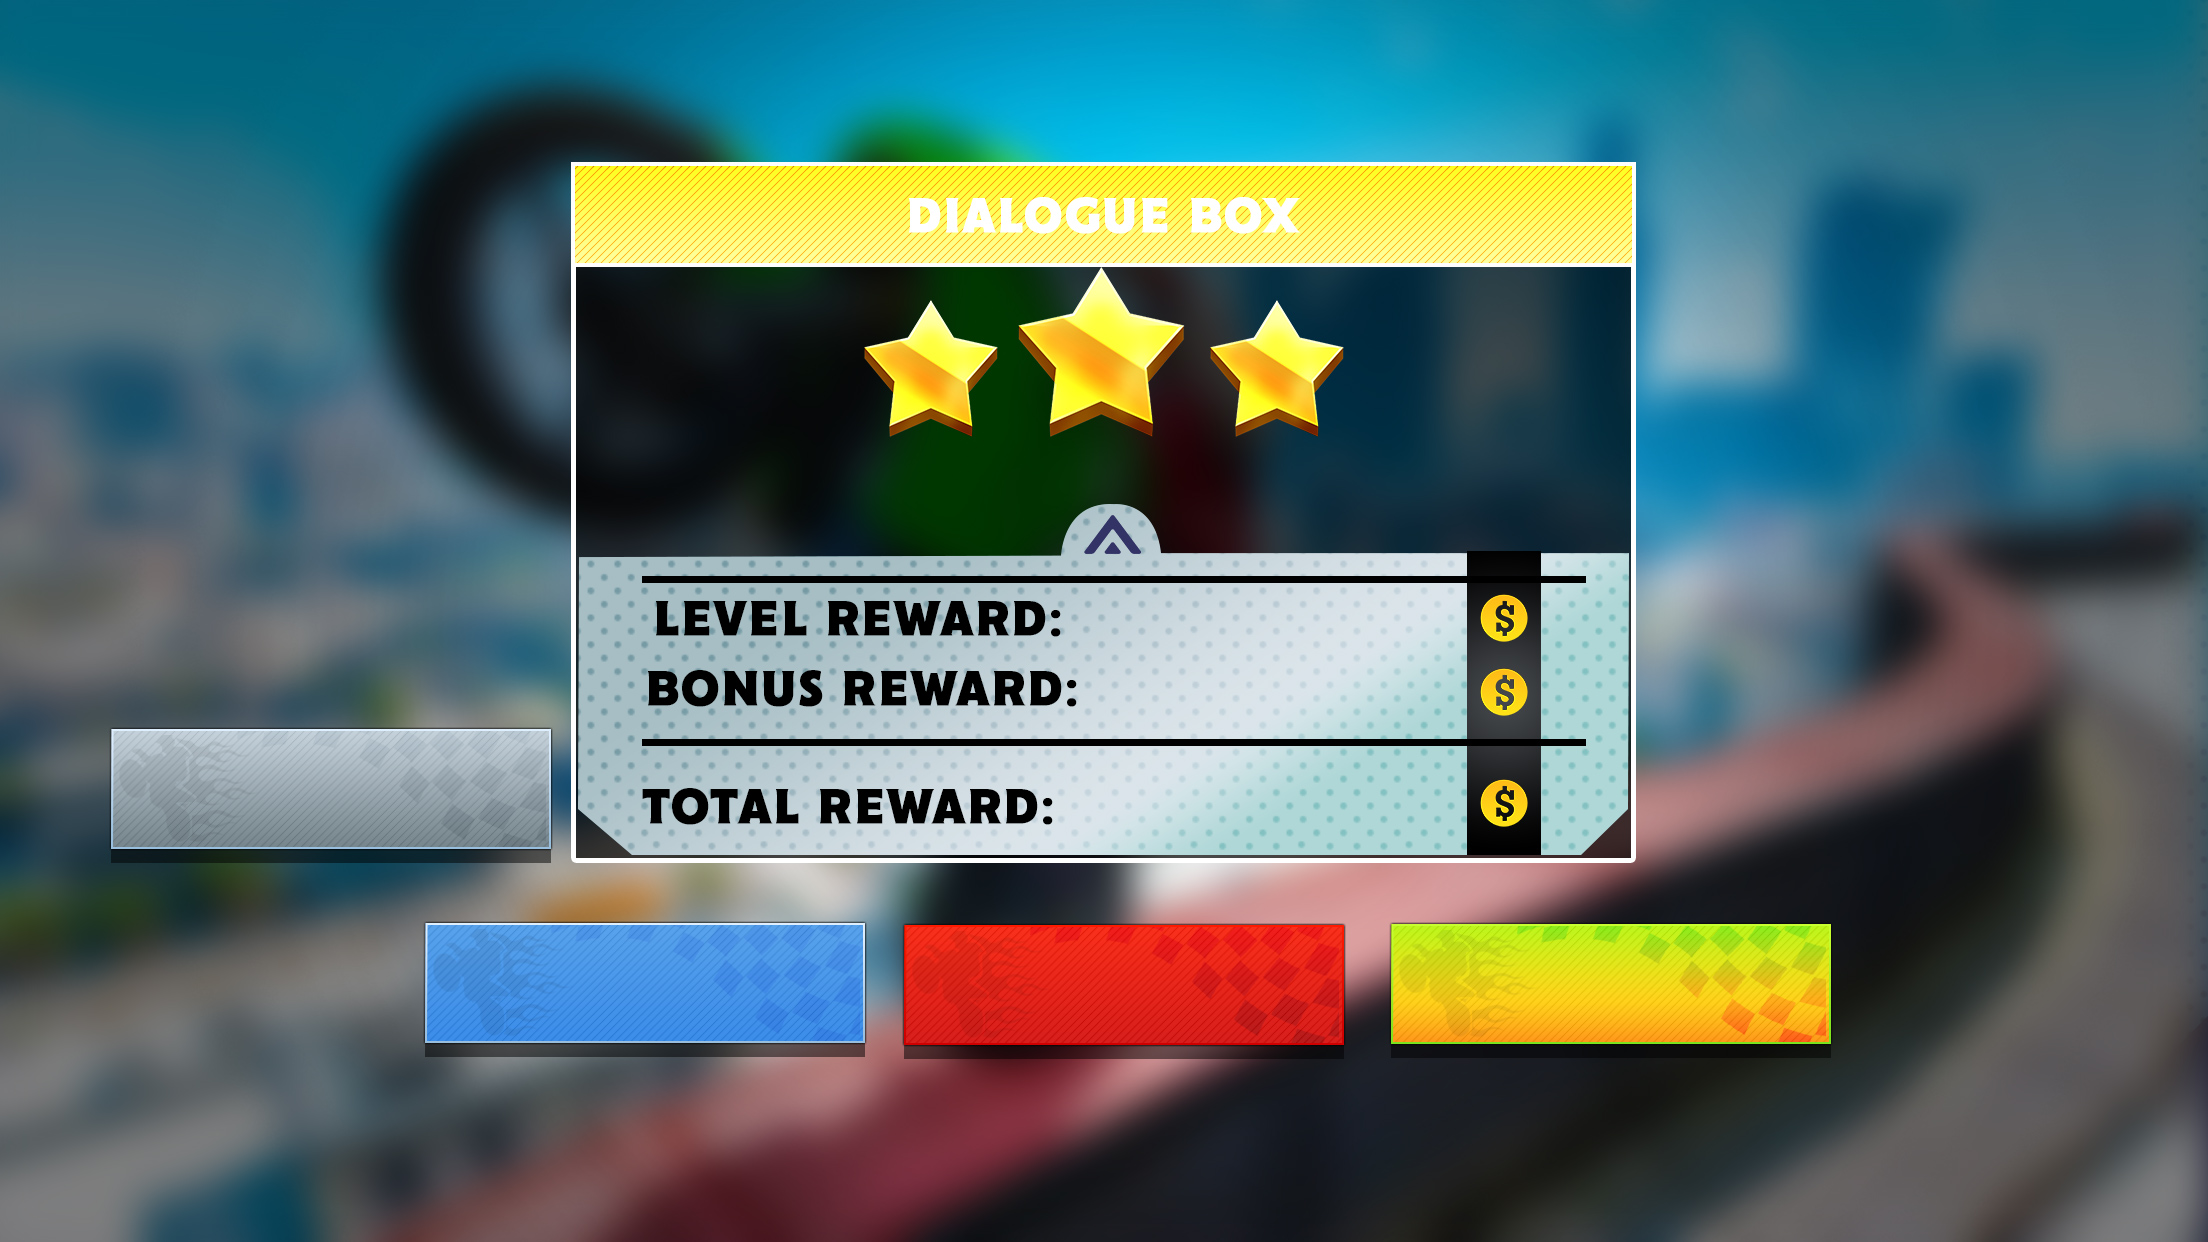 DIALOGUE BOX
LEVEL REWARD: $
BONUS REWARD: $
TOTAL REWARD: $